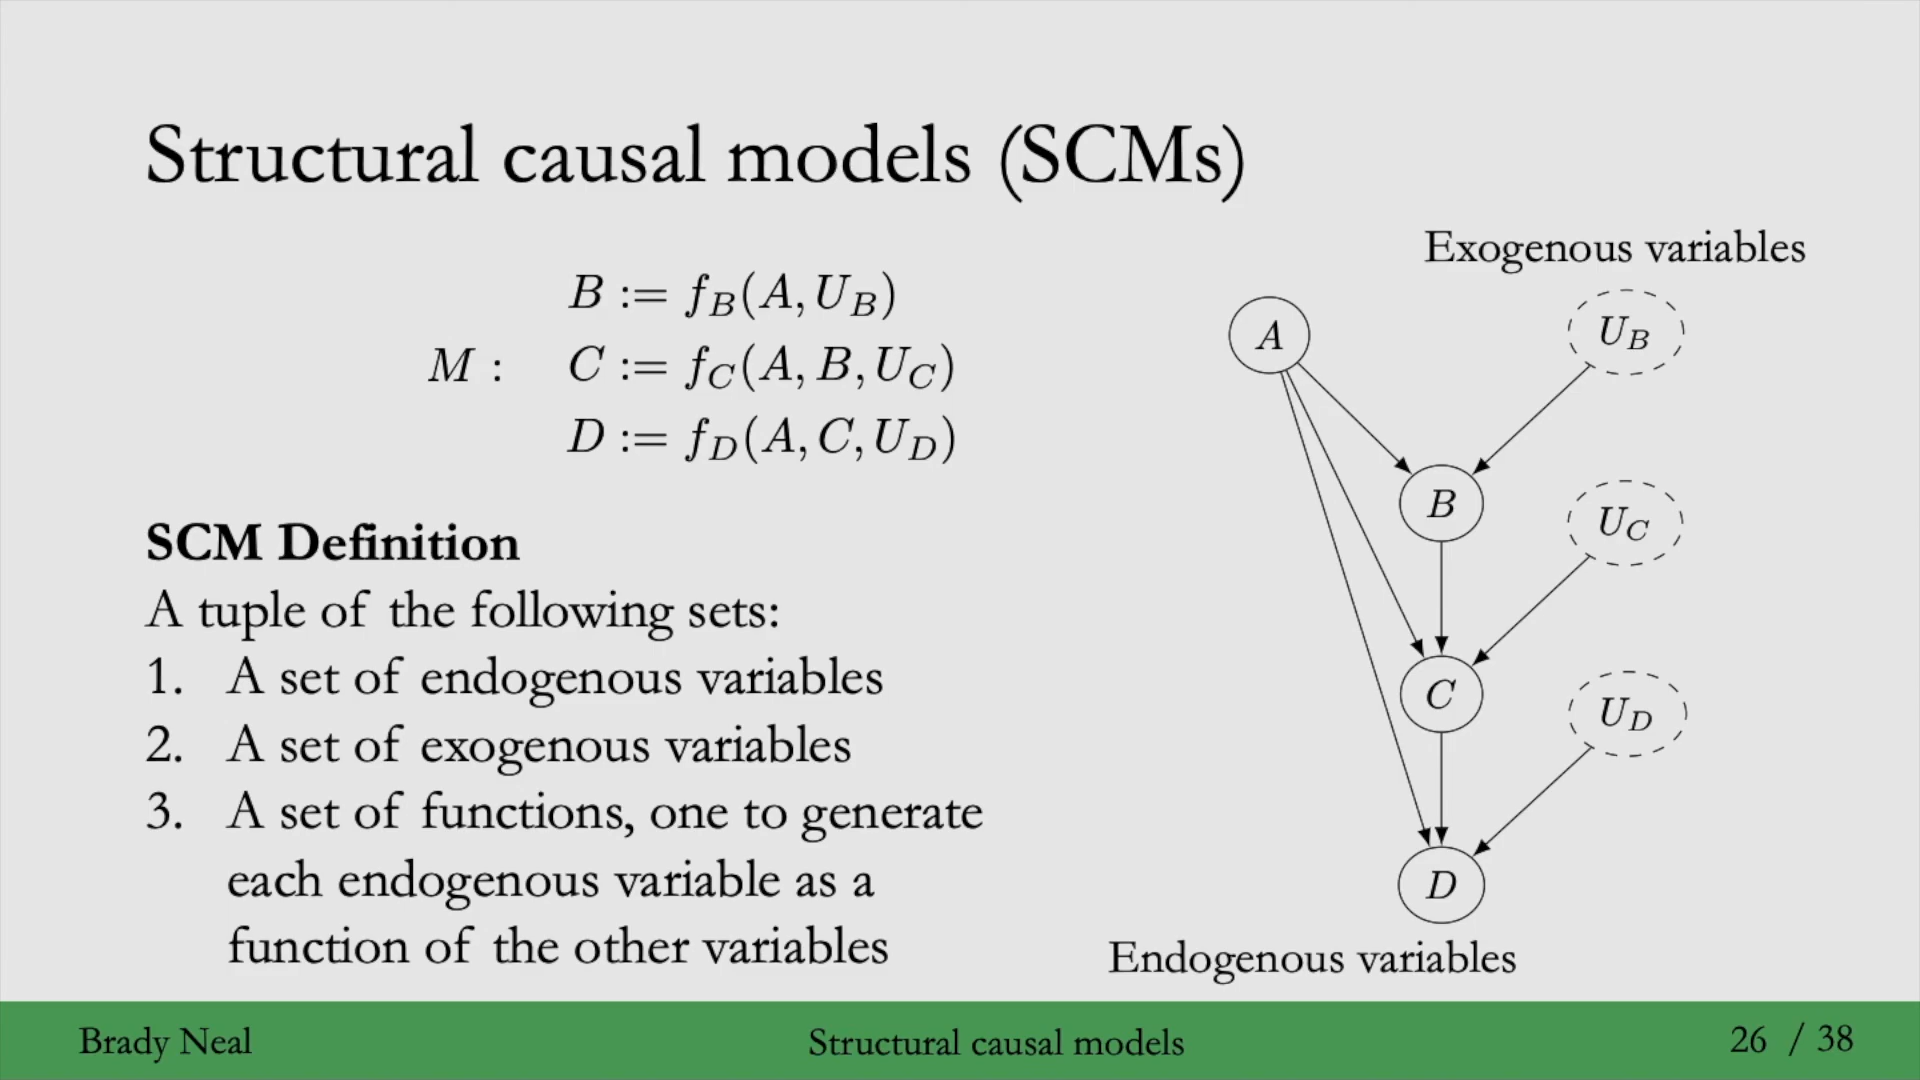 Structural causal models (SCMs)
Exogenous variables
B := f_B(A, U_B)
M : C := f_C(A, B, U_C)
D := f_D(A, C, U_D)
A
U_B
B
U_C
C
U_D
D
Endogenous variables
SCM Definition
A tuple of the following sets:
1. A set of endogenous variables
2. A set of exogenous variables
3. A set of functions, one to generate
each endogenous variable as a
function of the other variables
Brady Neal
Structural causal models
26 / 38